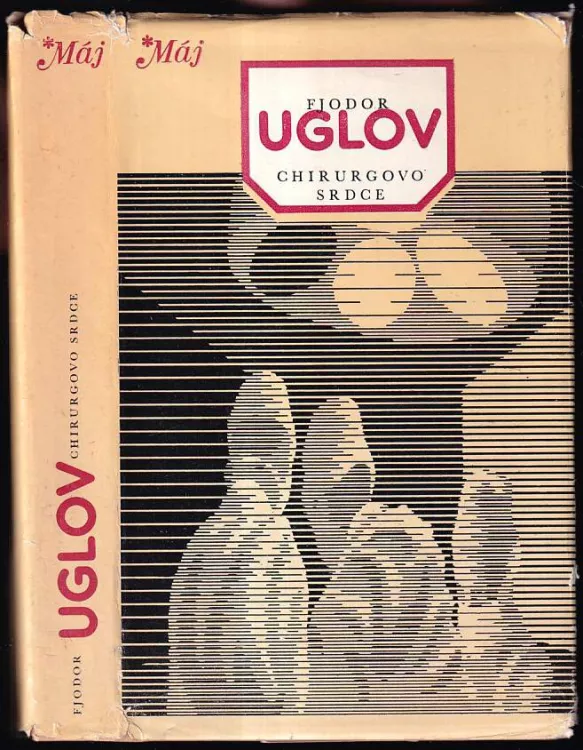 *Máj
*Máj
FJODOR
UGLOV
CHIRURGOVO
SRDCE
FJODOR UGLOV CHIRURGOVO SRDCE